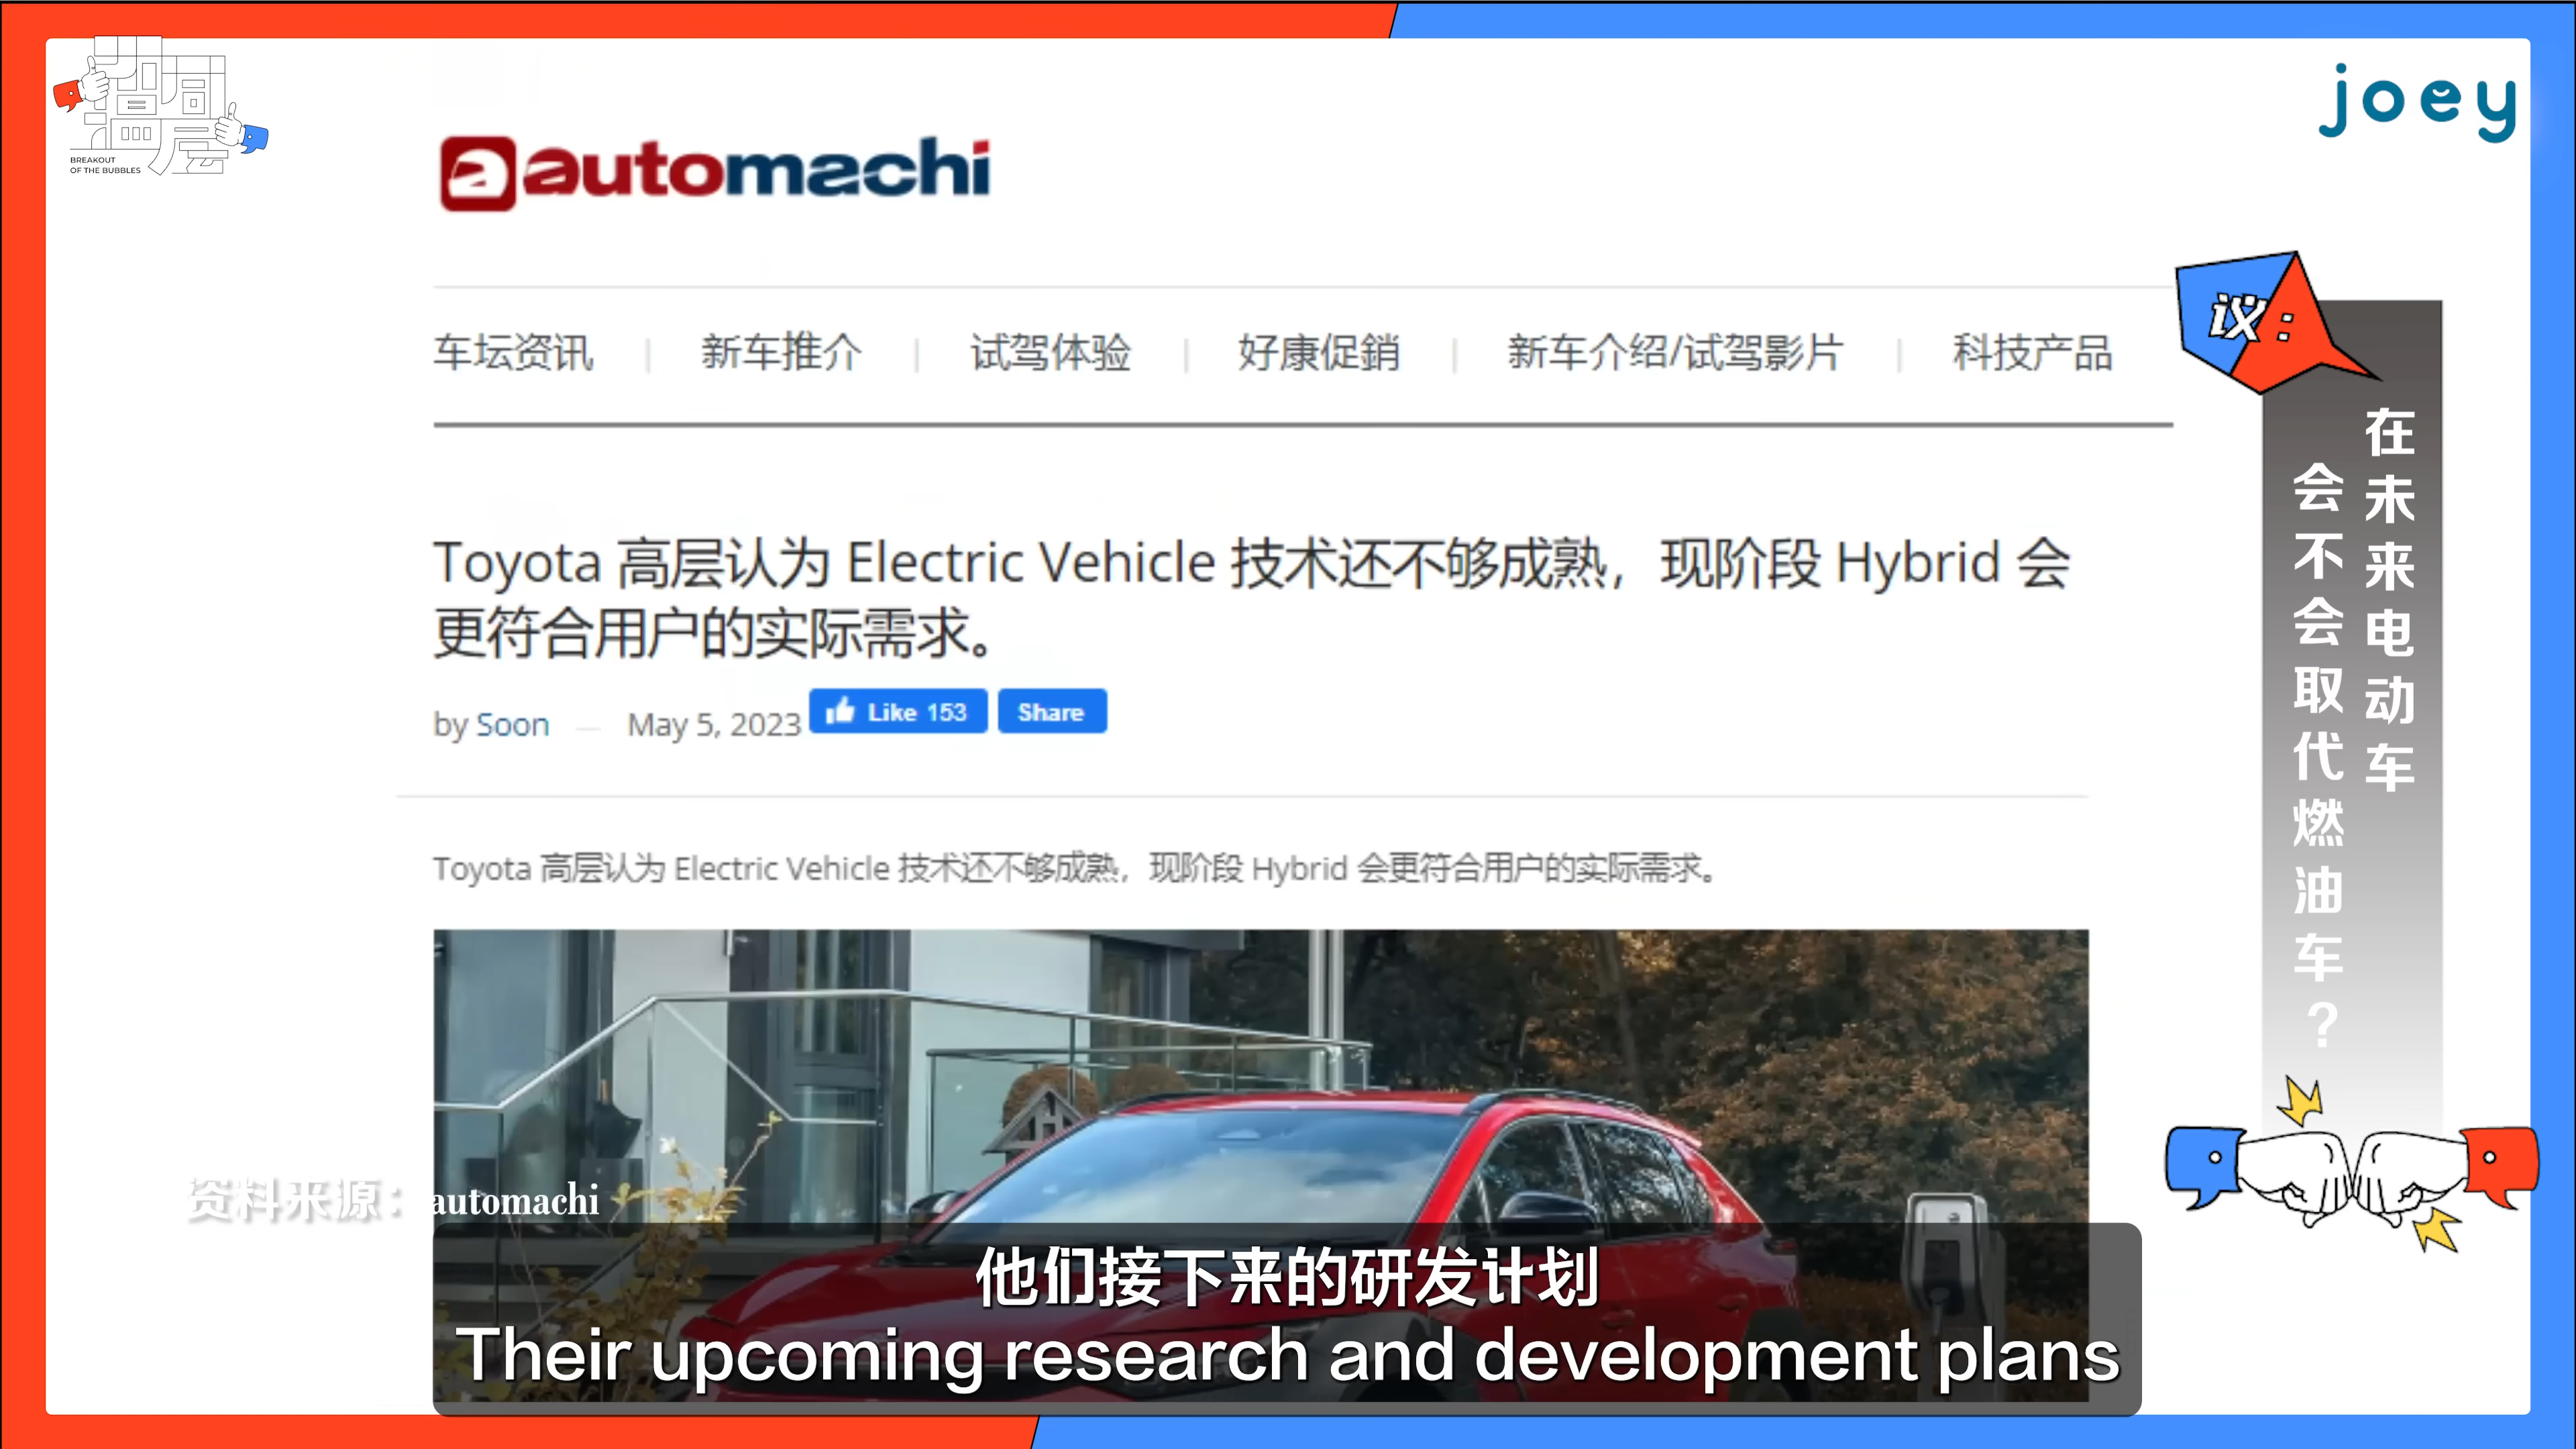 BREAKOUT
OF THE BUBBLES
joey
automachi
车坛资讯 | 新车推介 | 试驾体验 | 好康促銷 | 新车介绍/试驾影片 | 科技产品
议：
在未来电动车
会不会取代燃油车？
Toyota 高层认为 Electric Vehicle 技术还不够成熟，现阶段 Hybrid 会
更符合用户的实际需求。
by Soon — May 5, 2023 Like 153 Share
Toyota 高层认为 Electric Vehicle 技术还不够成熟，现阶段 Hybrid 会更符合用户的实际需求。
资料来源：automachi
他们接下来的研发计划
Their upcoming research and development plans